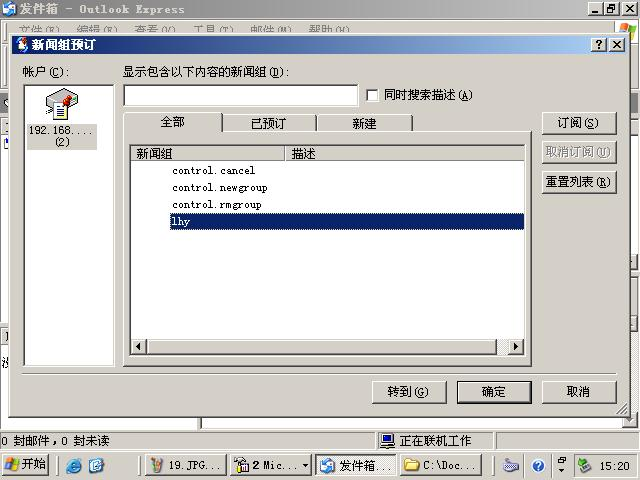 发件箱 - Outlook Express
文件(F) 编辑(E) 查看(V) 工具(T) 邮件(M) 帮助(H)
新闻组预订
帐户(C):
显示包含以下内容的新闻组(D):
同时搜索描述(A)
192.168....
(2)
全部
已预订
新建
订阅(S)
取消订阅(U)
重置列表(R)
新闻组
描述
control.cancel
control.newgroup
control.rmgroup
lhy
转到(G)
确定
取消
0 封邮件，0 封未读
正在联机工作
开始
19.JPG...
2 Mic...
发件箱...
C:\Doc...
15:20